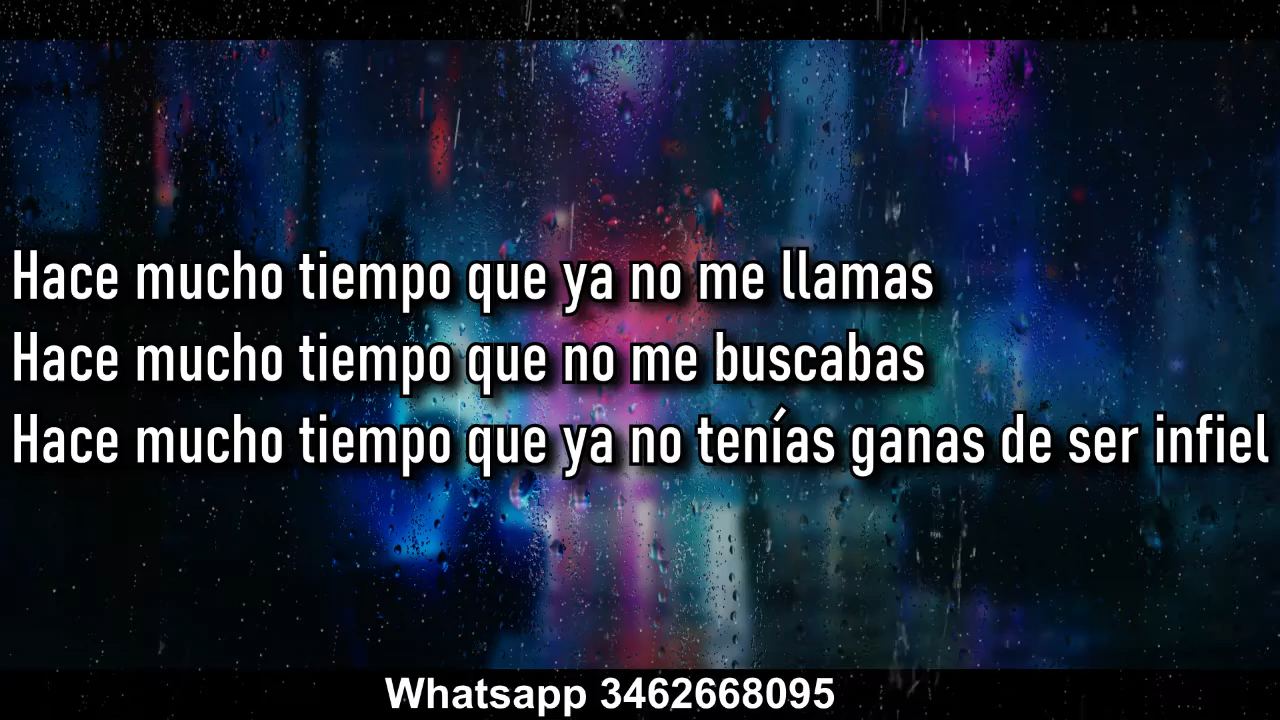 Hace mucho tiempo que ya no me llamas
Hace mucho tiempo que no me buscabas
Hace mucho tiempo que ya no tenías ganas de ser infiel
Whatsapp 3462668095